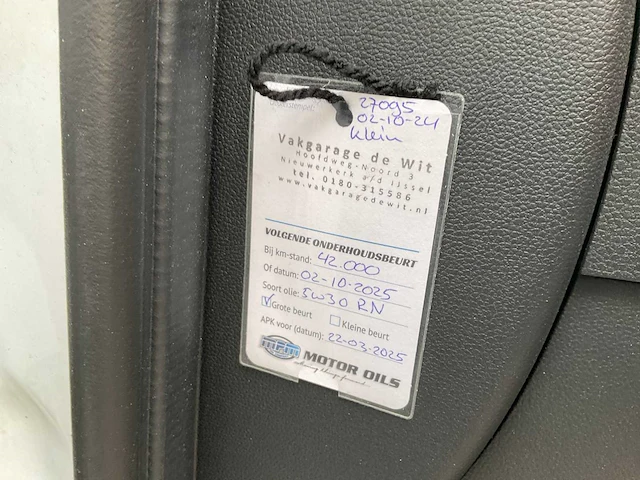 27095
02-10-24
Klein
Vakgarage de Wit
Hoofdweg-Noord 3
Nieuwerkerk a/d IJssel
tel. 0180-315586
www.vakgaragedewit.nl
VOLGENDE ONDERHOUDSBEURT
Bij km-stand: 42.000
Of datum: 02-10-2025
Soort olie: 5W30 RN
Grote beurt Kleine beurt
APK voor (datum): 22-03-2025
MPM MOTOR OILS